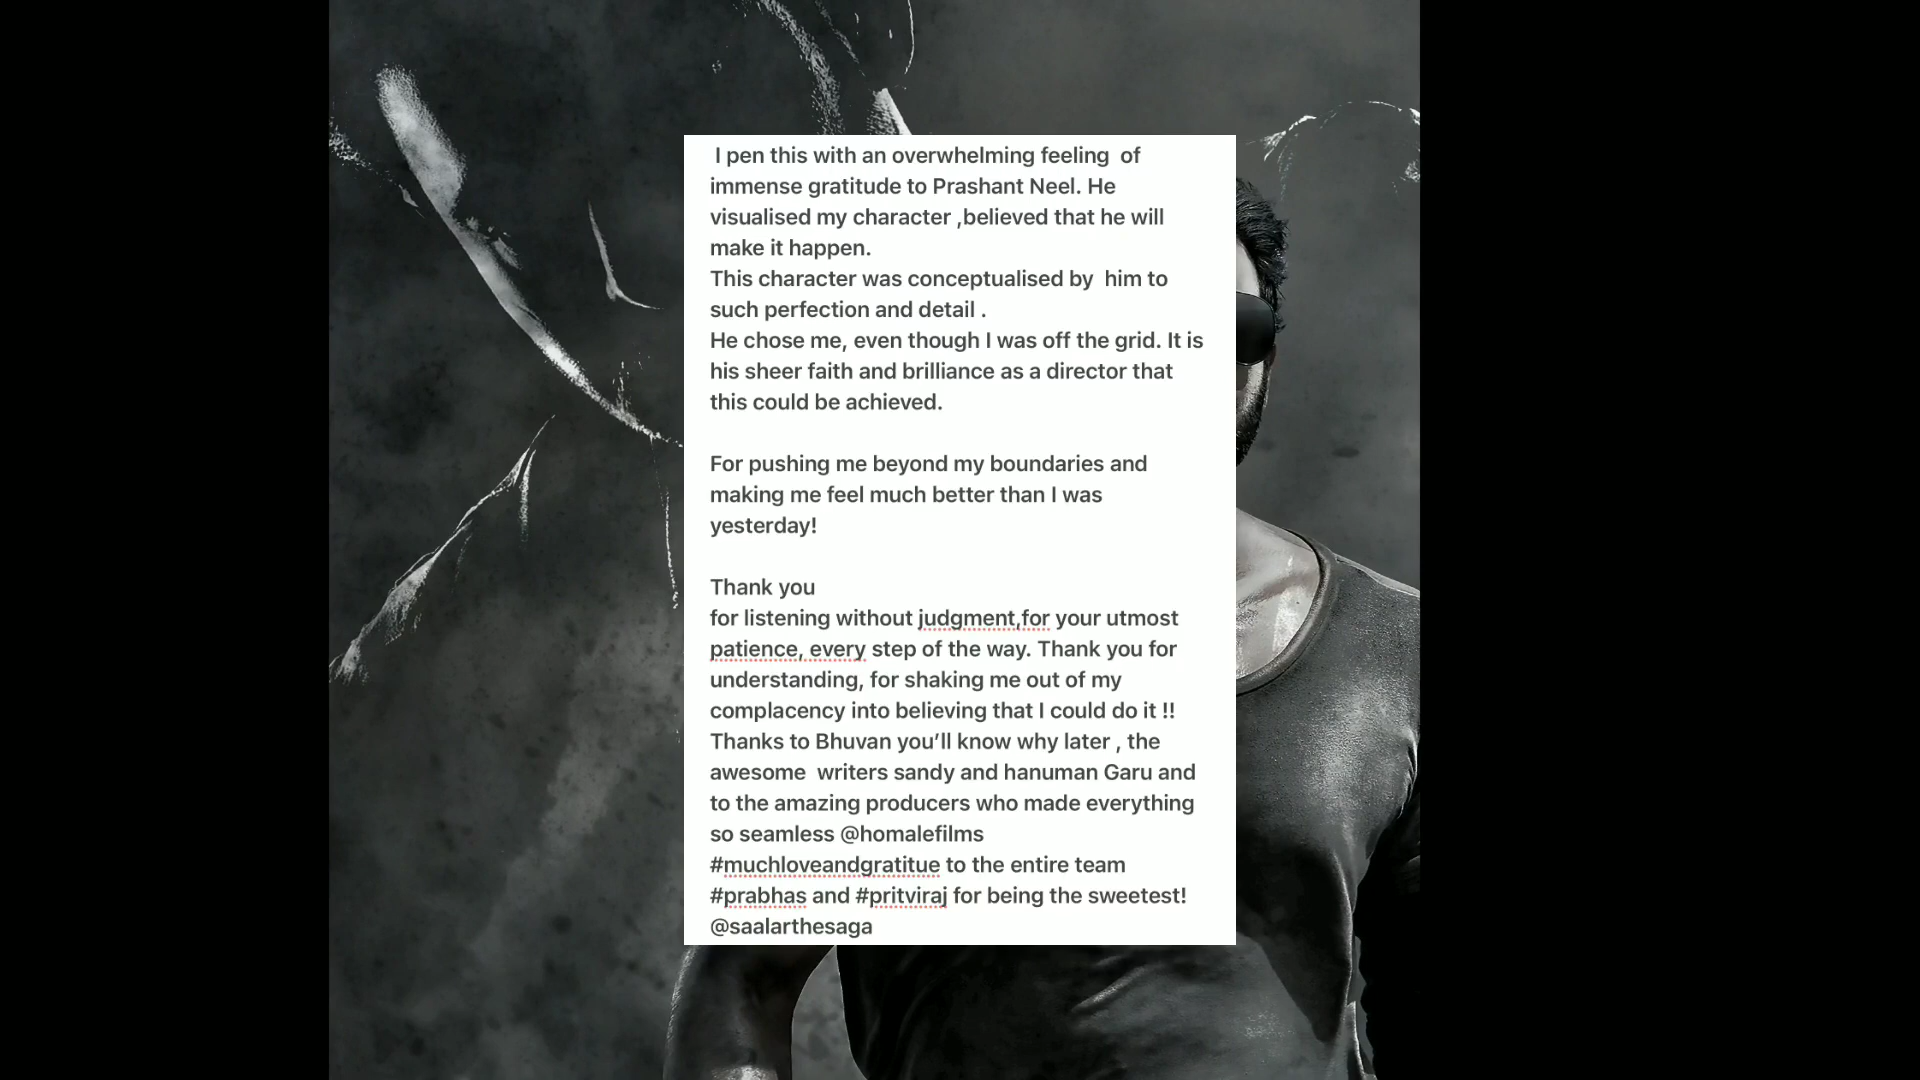 I pen this with an overwhelming feeling  of
immense gratitude to Prashant Neel. He
visualised my character ,believed that he will
make it happen.
This character was conceptualised by  him to
such perfection and detail .
He chose me, even though I was off the grid. It is
his sheer faith and brilliance as a director that
this could be achieved.
For pushing me beyond my boundaries and
making me feel much better than I was
yesterday!
Thank you
for listening without judgment,for your utmost
patience, every step of the way. Thank you for
understanding, for shaking me out of my
complacency into believing that I could do it !!
Thanks to Bhuvan you’ll know why later , the
awesome  writers sandy and hanuman Garu and
to the amazing producers who made everything
so seamless @homalefilms
#muchloveandgratitue to the entire team
#prabhas and #pritviraj for being the sweetest!
@saalarthesaga